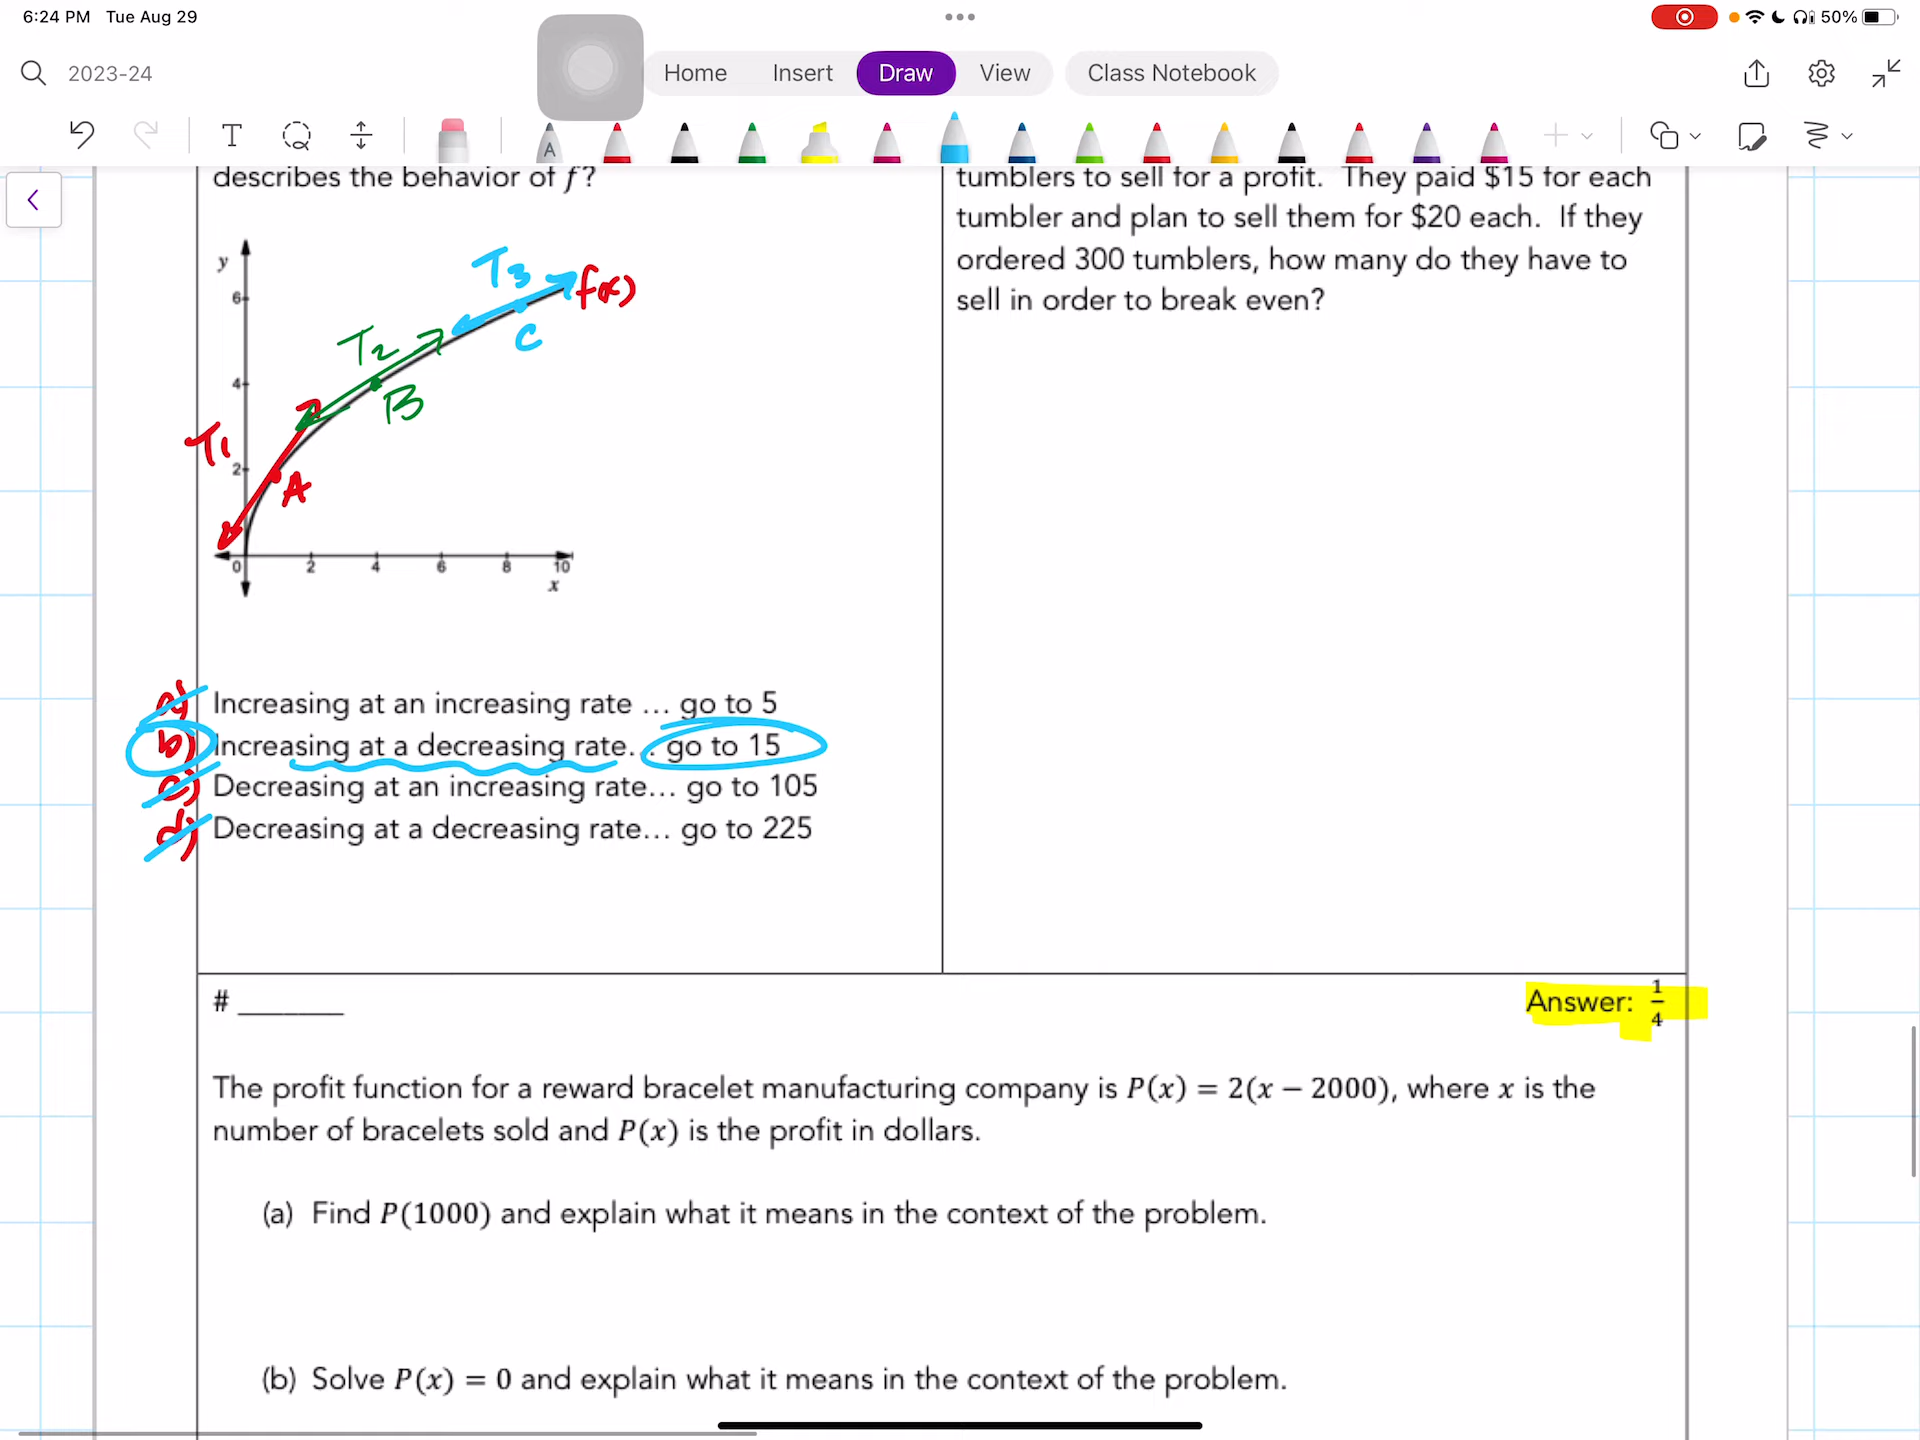 6:24 PM Tue Aug 29
50%
2023-24
Home Insert Draw View Class Notebook
T
A
describes the behavior of f?
y
6
4
2
0 2 4 6 8 10
x
T3
f(x)
C
T2
B
T1
A
a) Increasing at an increasing rate ... go to 5
b) Increasing at a decreasing rate... go to 15
c) Decreasing at an increasing rate... go to 105
d) Decreasing at a decreasing rate... go to 225
tumblers to sell for a profit. They paid $15 for each
tumbler and plan to sell them for $20 each. If they
ordered 300 tumblers, how many do they have to
sell in order to break even?
# ______
Answer: 1/4
The profit function for a reward bracelet manufacturing company is P(x) = 2(x − 2000), where x is the
number of bracelets sold and P(x) is the profit in dollars.
(a) Find P(1000) and explain what it means in the context of the problem.
(b) Solve P(x) = 0 and explain what it means in the context of the problem.